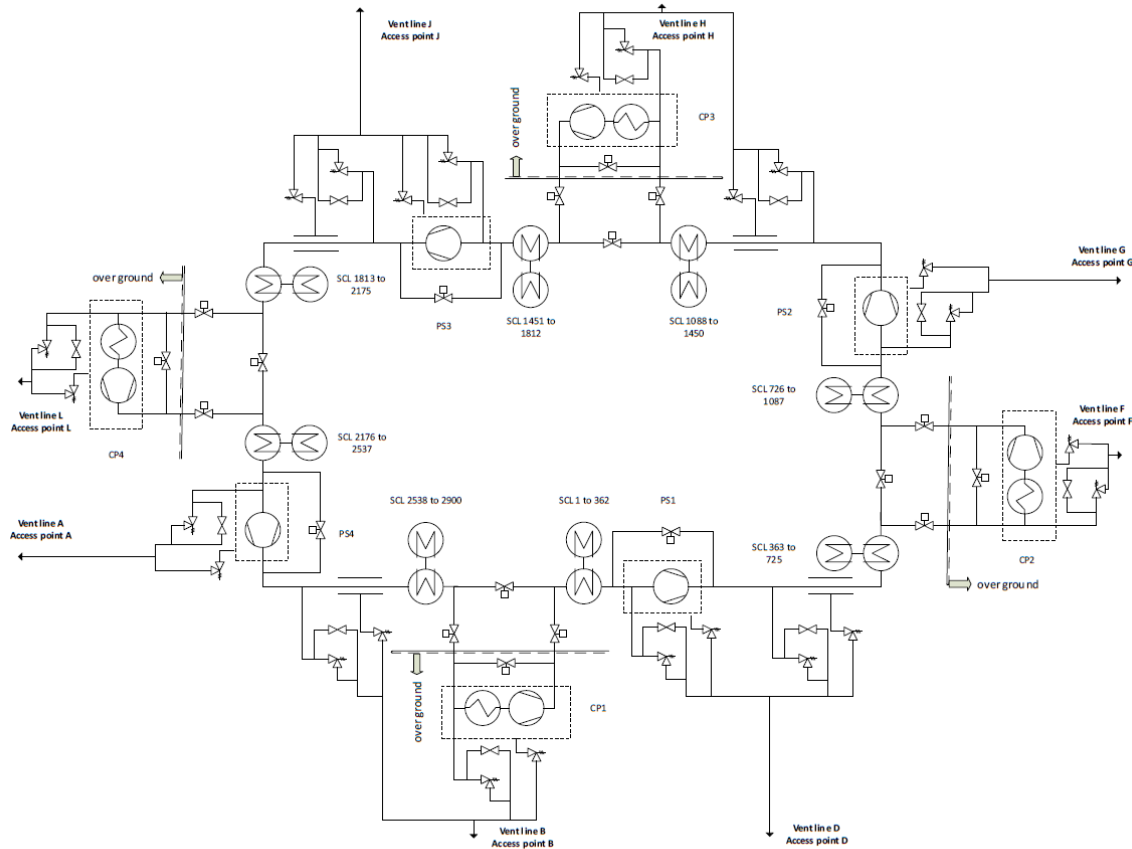 Vent line J
Access point J
Vent line H
Access point H
over ground
CP3
Vent line G
Access point G
over ground
SCL 1813 to
2175
PS3
SCL 1451 to
1812
SCL 1088 to
1450
PS2
SCL 726 to
1087
Vent line L
Access point L
CP4
SCL 2176 to
2537
Vent line F
Access point F
Vent line A
Access point A
PS4
SCL 2538 to 2900
SCL 1 to 362
PS1
SCL 363 to
725
CP2
over ground
over ground
CP1
Vent line B
Access point B
Vent line D
Access point D